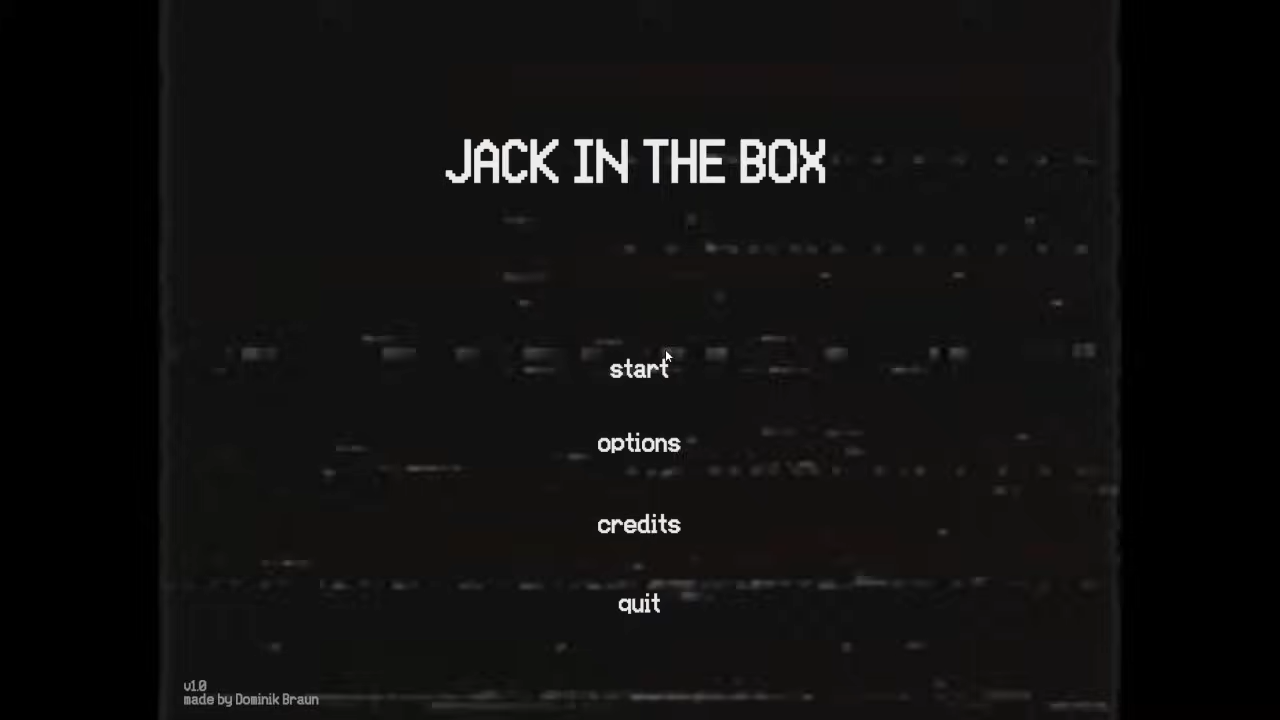 JACK IN THE BOX
start
options
credits
quit
v1.0
made by Dominik Braun